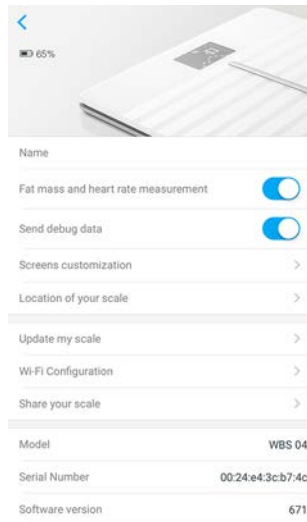 65%
Name
Fat mass and heart rate measurement
Send debug data
Screens customization
Location of your scale
Update my scale
Wi-Fi Configuration
Share your scale
Model WBS 04
Serial Number 00:24:e4:3c:b7:4c
Software version 671